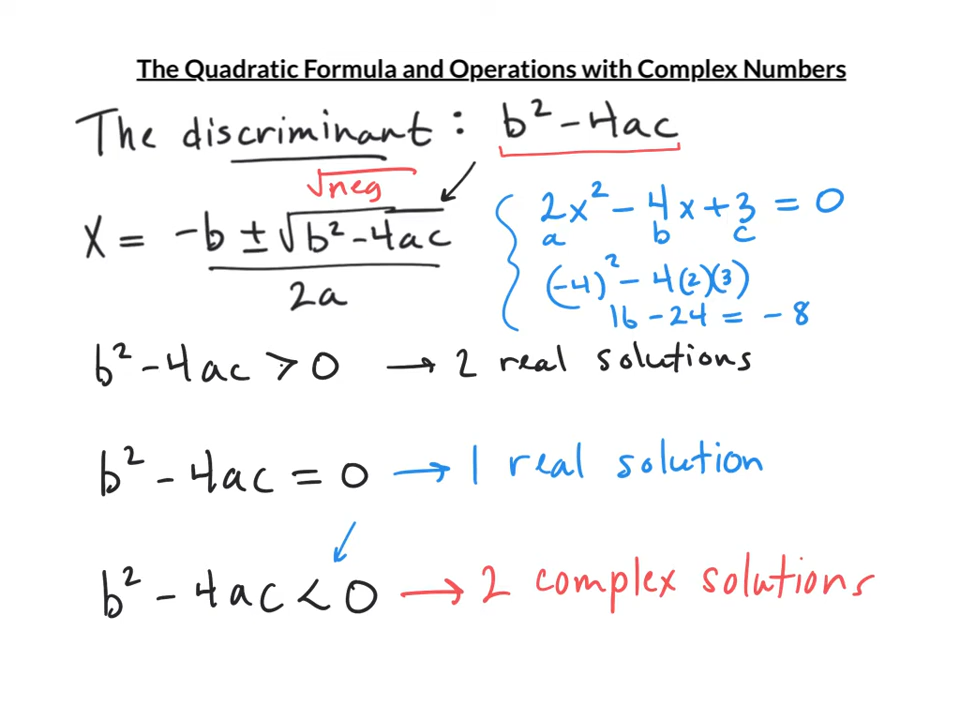 The Quadratic Formula and Operations with Complex Numbers
The discriminant: b² - 4ac
√neg
x = (-b ± √(b² - 4ac)) / 2a
2x² - 4x + 3 = 0
a b c
(-4)² - 4(2)(3)
16 - 24 = -8
b² - 4ac > 0 → 2 real solutions
b² - 4ac = 0 → 1 real solution
b² - 4ac < 0 → 2 complex solutions